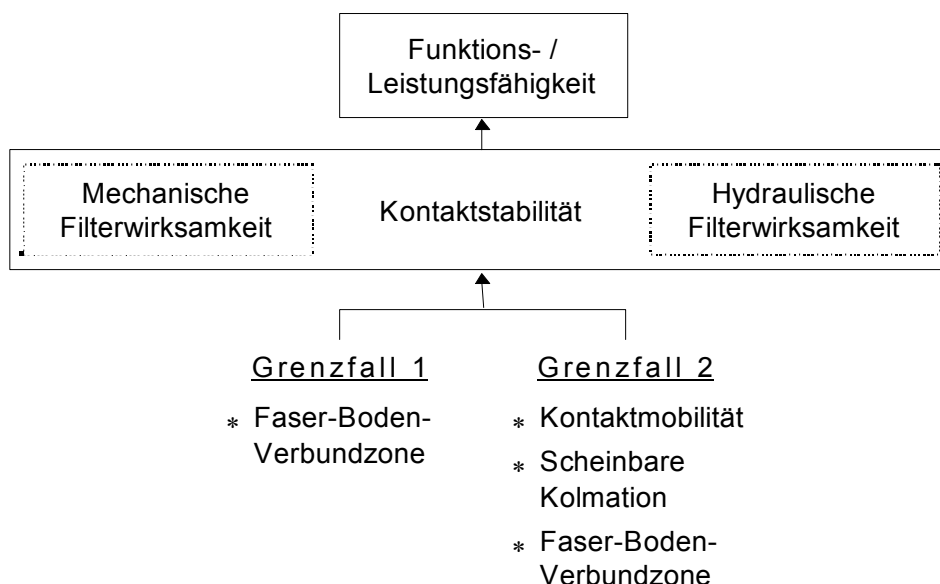 Funktions- /
Leistungsfähigkeit
Mechanische
Filterwirksamkeit
Kontaktstabilität
Hydraulische
Filterwirksamkeit
Grenzfall 1
* Faser-Boden-
Verbundzone
Grenzfall 2
* Kontaktmobilität
* Scheinbare
Kolmation
* Faser-Boden-
Verbundzone